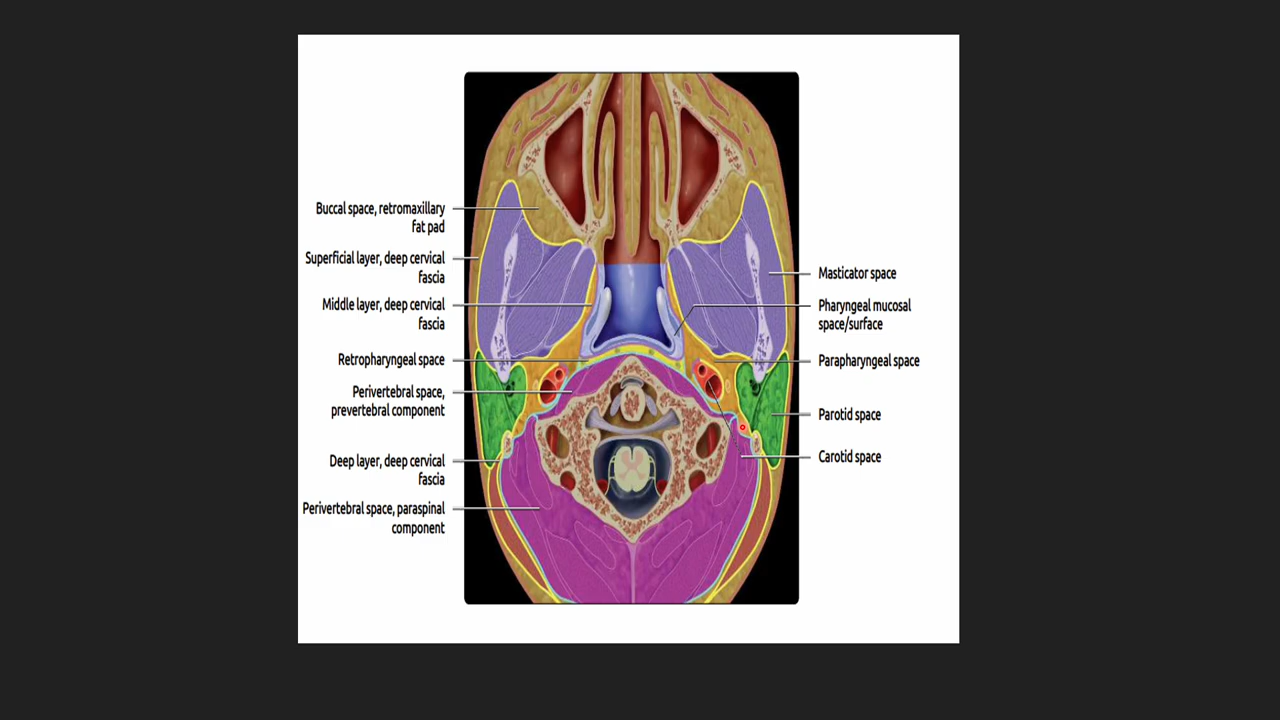 Buccal space, retromaxillary
fat pad
Superficial layer, deep cervical
fascia
Middle layer, deep cervical
fascia
Retropharyngeal space
Perivertebral space,
prevertebral component
Deep layer, deep cervical
fascia
Perivertebral space, paraspinal
component
Masticator space
Pharyngeal mucosal
space/surface
Parapharyngeal space
Parotid space
Carotid space